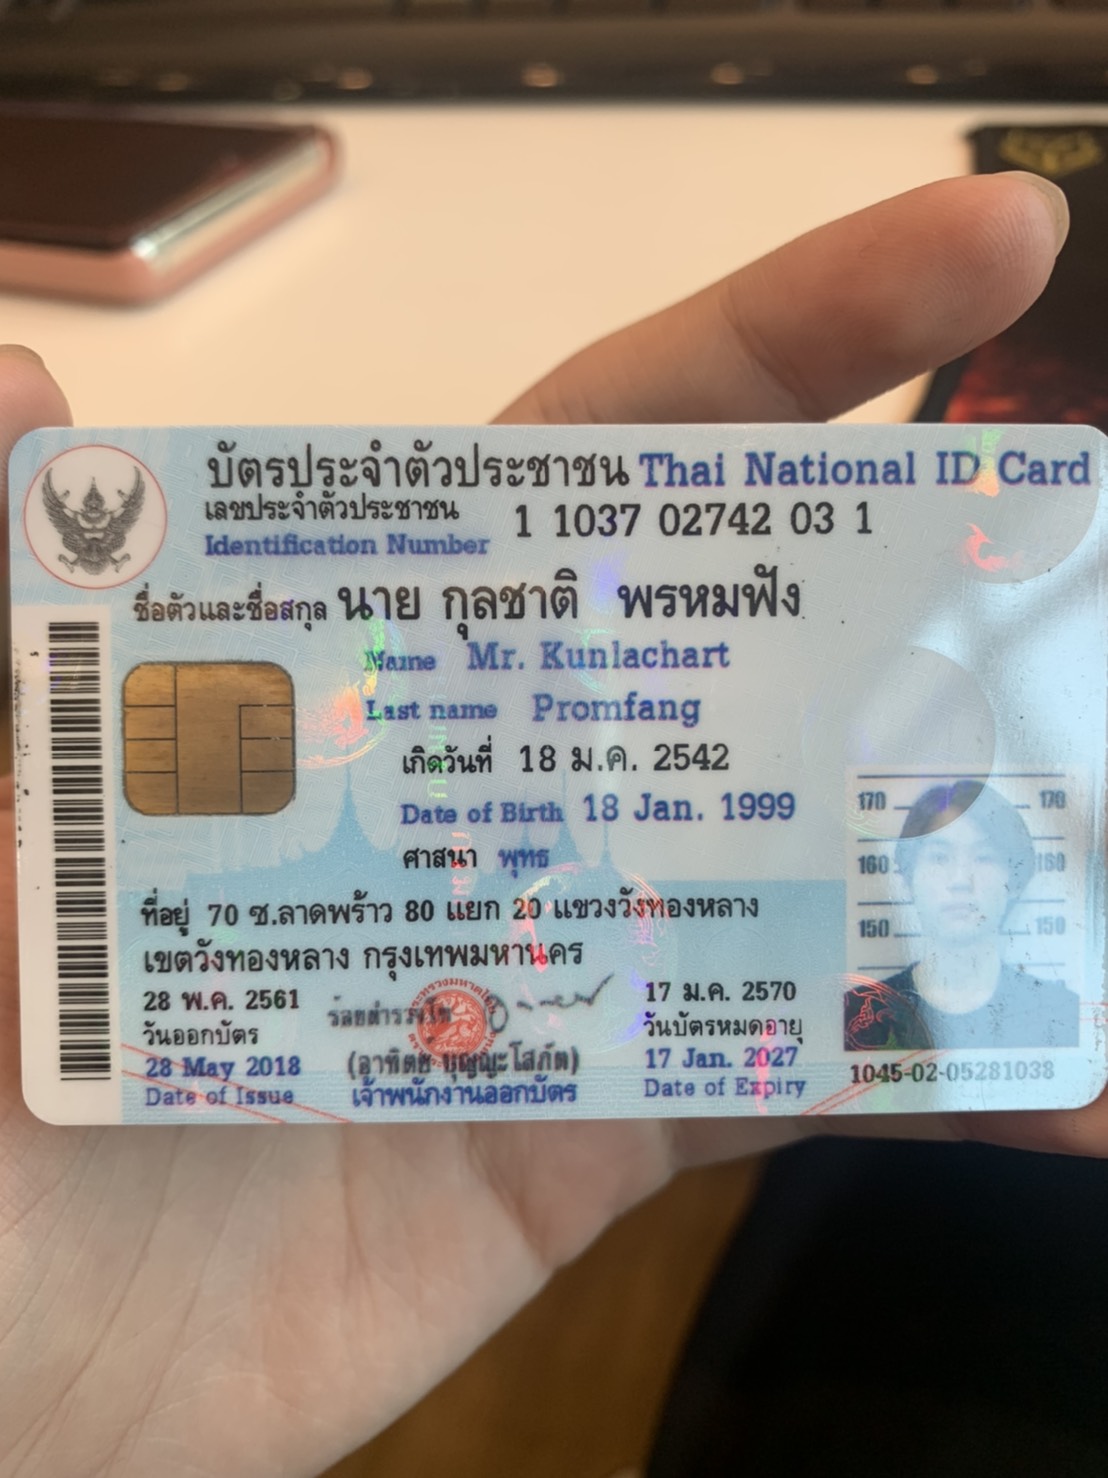 บัตรประจำตัวประชาชน Thai National ID Card
เลขประจำตัวประชาชน 1 1037 02742 03 1
Identification Number
ชื่อตัวและชื่อสกุล นาย กุลชาติ พรหมฟัง
Name Mr. Kunlachart
Last name Promfang
เกิดวันที่ 18 ม.ค. 2542
Date of Birth 18 Jan. 1999
ศาสนา พุทธ
ที่อยู่ 70 ซ.ลาดพร้าว 80 แยก 20 แขวงวังทองหลาง
เขตวังทองหลาง กรุงเทพมหานคร
28 พ.ค. 2561
วันออกบัตร
28 May 2018
Date of Issue
(อาทิตย์ บุญญะโสภัต)
เจ้าพนักงานออกบัตร
17 ม.ค. 2570
วันบัตรหมดอายุ
17 Jan. 2027
Date of Expiry
170 170
160 160
150 150
1045-02-05281038